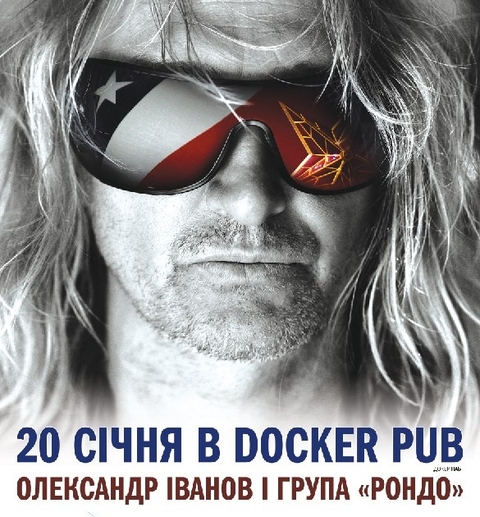 20 СІЧНЯ В DOCKER PUB
ОЛЕКСАНДР ІВАНОВ І ГРУПА «РОНДО»